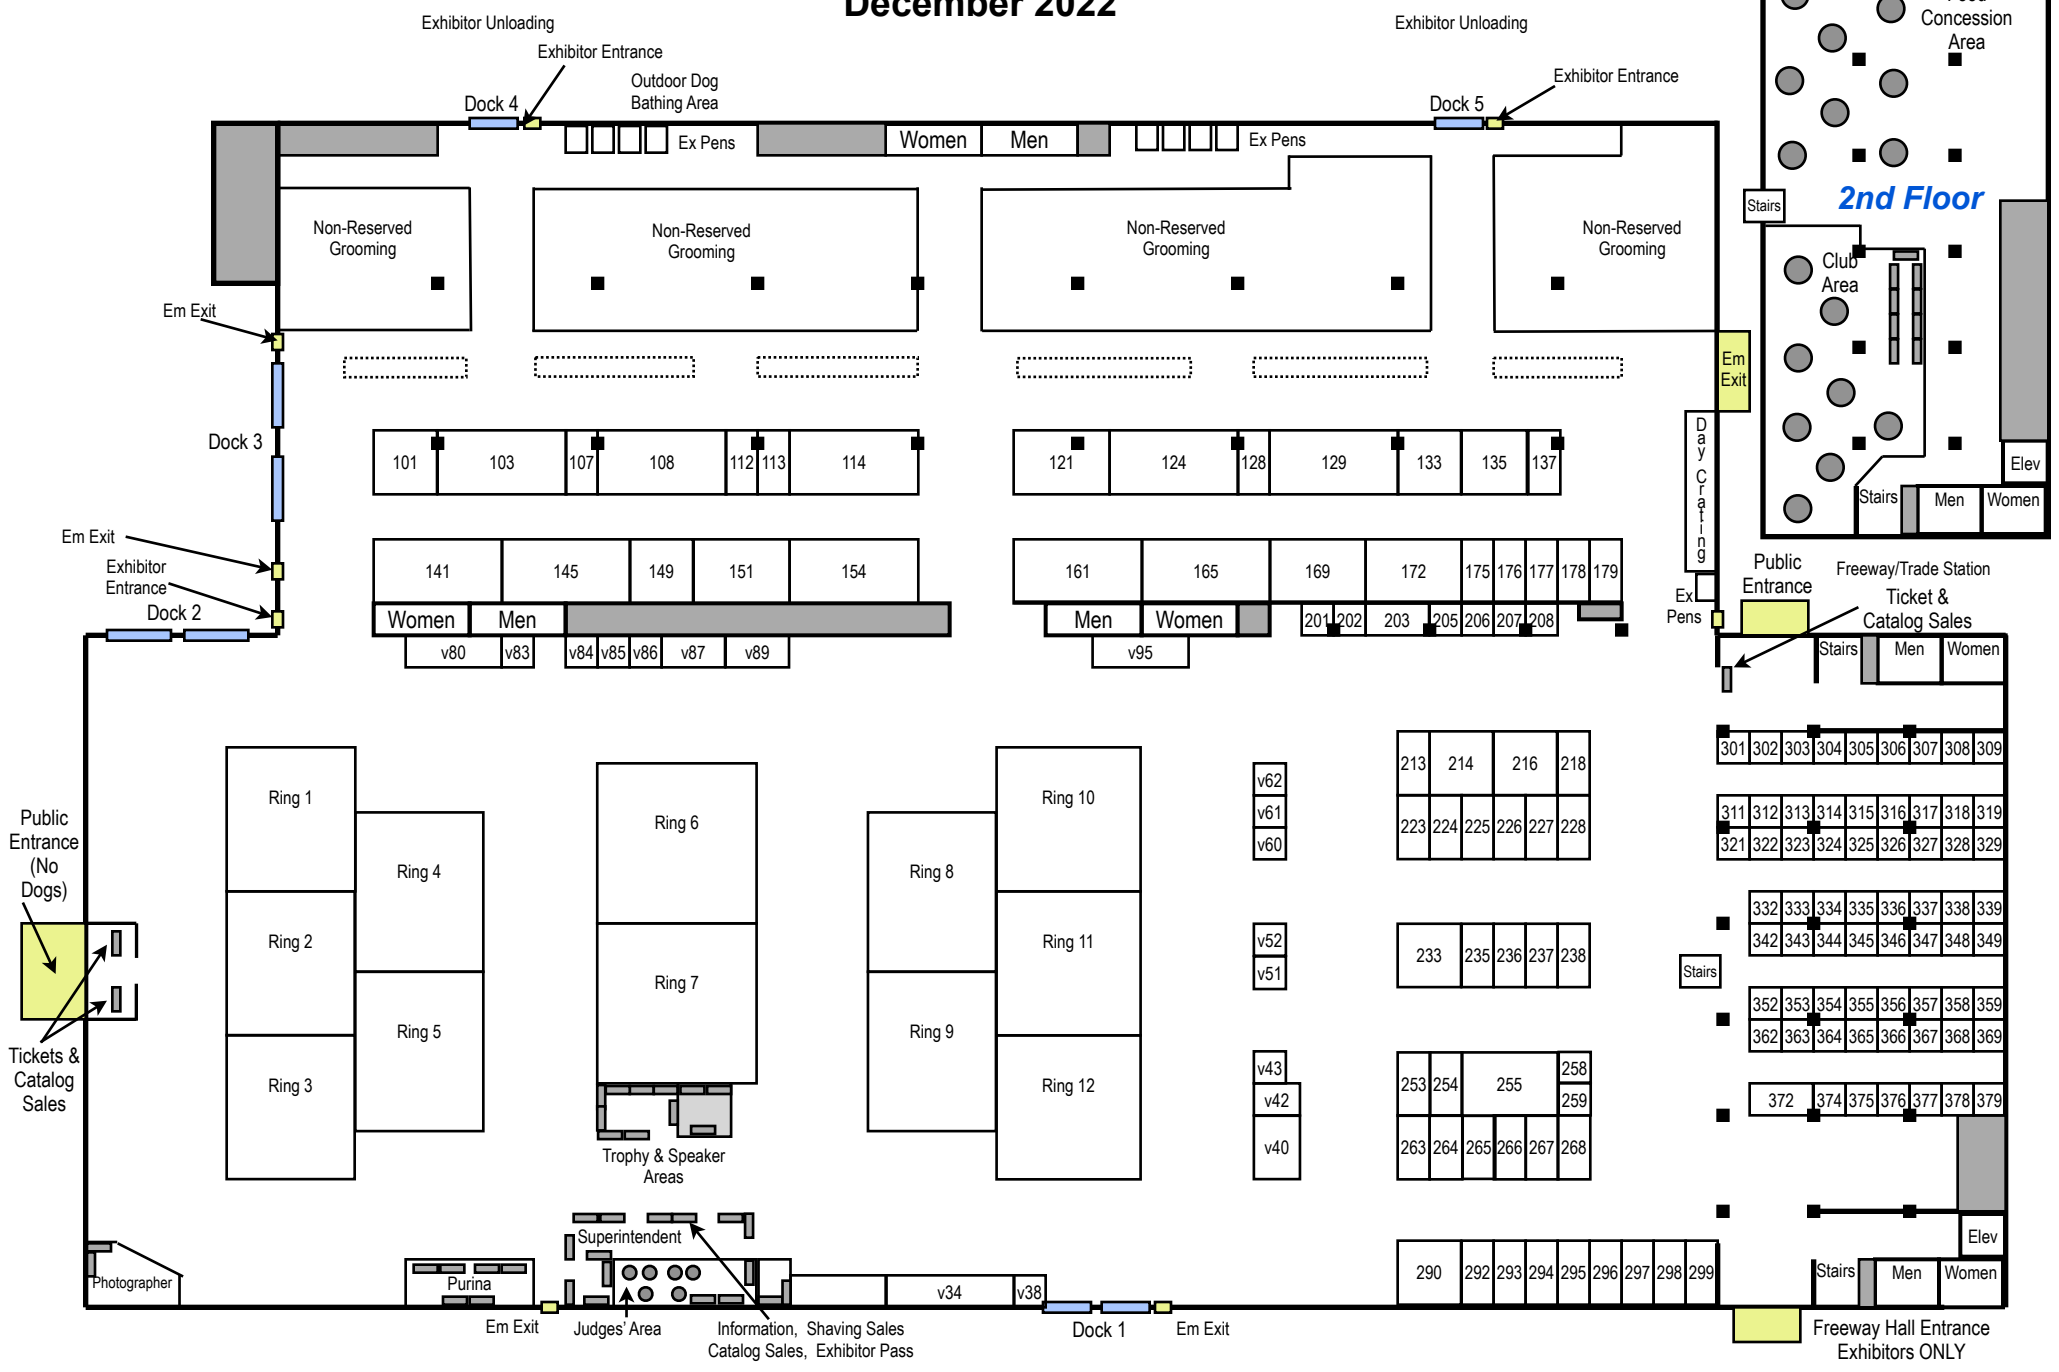 December 2022
Exhibitor Unloading
Exhibitor Unloading
Concession
Area
Exhibitor Entrance
Exhibitor Entrance
Outdoor Dog
Bathing Area
Dock 4
Dock 5
Ex Pens
Women
Men
Ex Pens
Stairs
2nd Floor
Non-Reserved
Grooming
Non-Reserved
Grooming
Non-Reserved
Grooming
Non-Reserved
Grooming
Club
Area
Em Exit
Em
Exit
Dock 3
101
103
107
108
112
113
114
121
124
128
129
133
135
137
Day Crating
Elev
Stairs
Men
Women
Em Exit
Exhibitor
Entrance
Dock 2
141
145
149
151
154
161
165
169
172
175
176
177
178
179
Public
Entrance
Freeway/Trade Station
Ticket &
Catalog Sales
Ex
Pens
Women
Men
Men
Women
201
202
203
205
206
207
208
v80
v83
v84
v85
v86
v87
v89
v95
Stairs
Men
Women
301
302
303
304
305
306
307
308
309
311
312
313
314
315
316
317
318
319
321
322
323
324
325
326
327
328
329
332
333
334
335
336
337
338
339
342
343
344
345
346
347
348
349
352
353
354
355
356
357
358
359
362
363
364
365
366
367
368
369
372
374
375
376
377
378
379
Public
Entrance
(No
Dogs)
Tickets &
Catalog
Sales
Ring 1
Ring 2
Ring 3
Ring 4
Ring 5
Ring 6
Ring 7
Ring 8
Ring 9
Ring 10
Ring 11
Ring 12
v62
v61
v60
v52
v51
v43
v42
v40
213
214
216
218
223
224
225
226
227
228
233
235
236
237
238
Stairs
253
254
255
258
259
263
264
265
266
267
268
Trophy & Speaker
Areas
Superintendent
Photographer
Purina
v34
v38
290
292
293
294
295
296
297
298
299
Elev
Stairs
Men
Women
Em Exit
Judges' Area
Information, Shaving Sales
Catalog Sales, Exhibitor Pass
Dock 1
Em Exit
Freeway Hall Entrance
Exhibitors ONLY